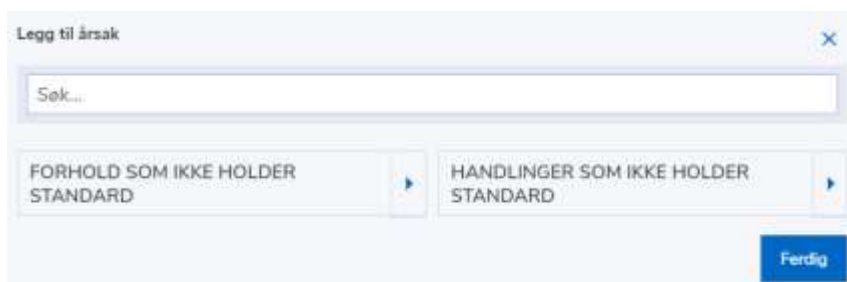 Legg til årsak
Søk...
FORHOLD SOM IKKE HOLDER
STANDARD
HANDLINGER SOM IKKE HOLDER
STANDARD
Ferdig